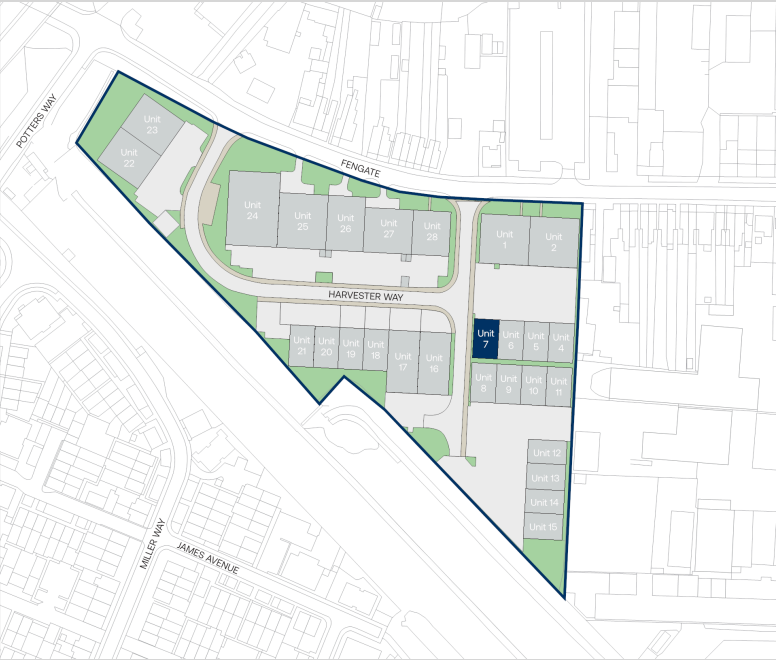 POTTERS WAY
Unit
23
Unit
22
FENGATE
Unit
24
Unit
25
Unit
26
Unit
27
Unit
28
Unit
1
Unit
2
HARVESTER WAY
Unit
21
Unit
20
Unit
19
Unit
18
Unit
17
Unit
16
Unit
7
Unit
6
Unit
5
Unit
4
Unit
8
Unit
9
Unit
10
Unit
11
Unit 12
Unit 13
Unit 14
Unit 15
MILLER WAY
JAMES AVENUE